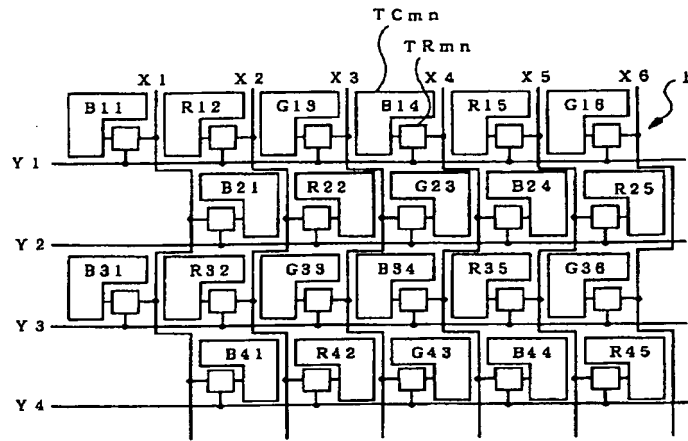 TCmn
TRmn
X1 X2 X3 X4 X5 X6
B11 R12 G13 B14 R15 G16
Y1
B21 R22 G23 B24 R25
Y2
B31 R32 G33 B34 R35 G36
Y3
B41 R42 G43 B44 R45
Y4